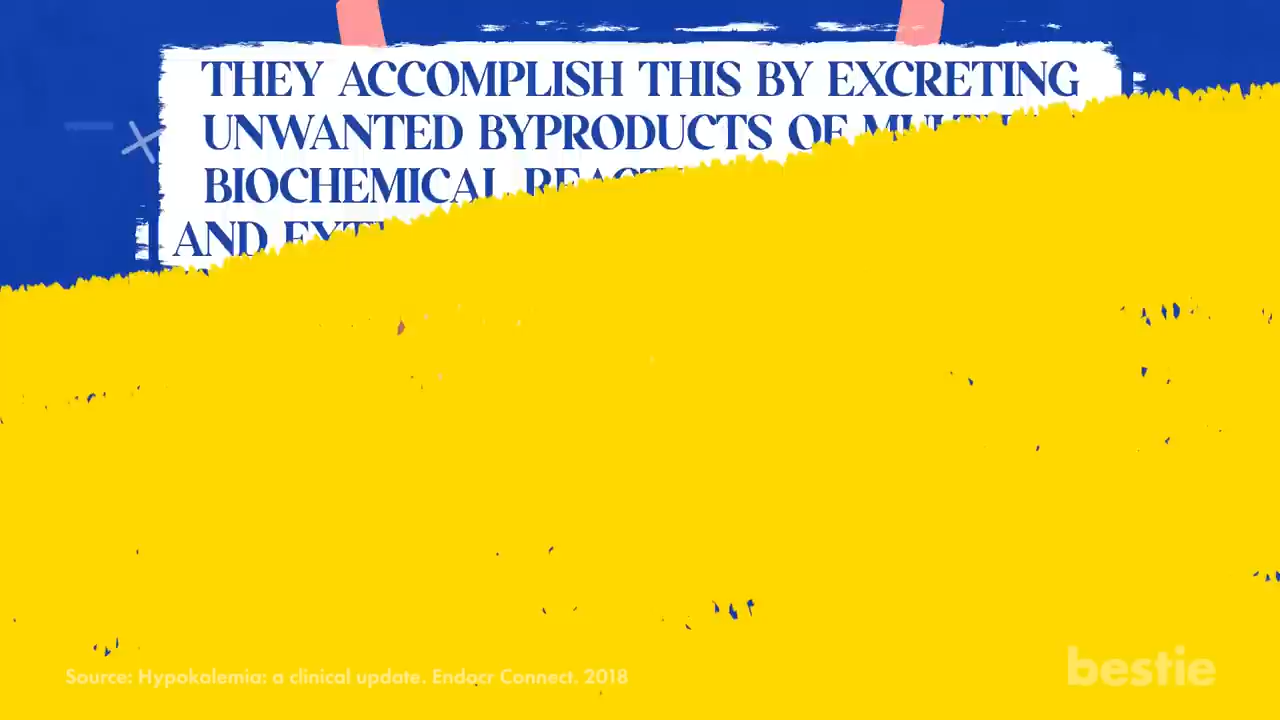 THEY ACCOMPLISH THIS BY EXCRETING
UNWANTED BYPRODUCTS OF
BIOCHEMICAL
AND
Source: Hypokalemia: a clinical update. Endocr Connect. 2018
bestie